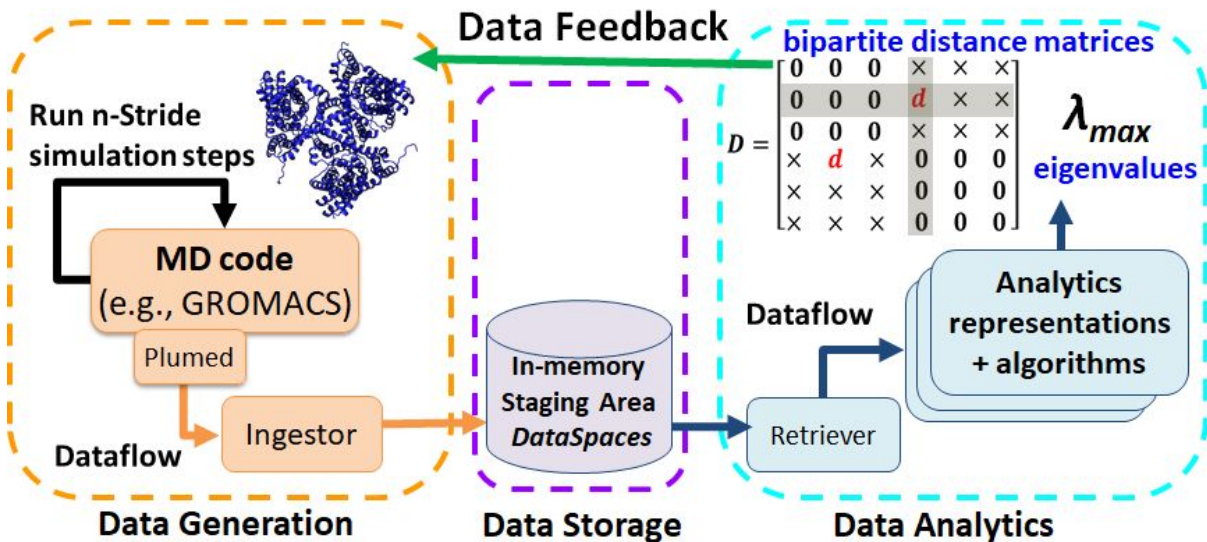 Data Feedback
Run n-Stride
simulation steps
MD code
(e.g., GROMACS)
Plumed
Dataflow
Ingestor
Data Generation
In-memory
Staging Area
DataSpaces
Data Storage
bipartite distance matrices
D =
0 0 0 × × ×
0 0 0 d × ×
0 0 0 × × ×
× d × 0 0 0
× × × 0 0 0
× × × 0 0 0
λmax
eigenvalues
Dataflow
Retriever
Analytics
representations
+ algorithms
Data Analytics